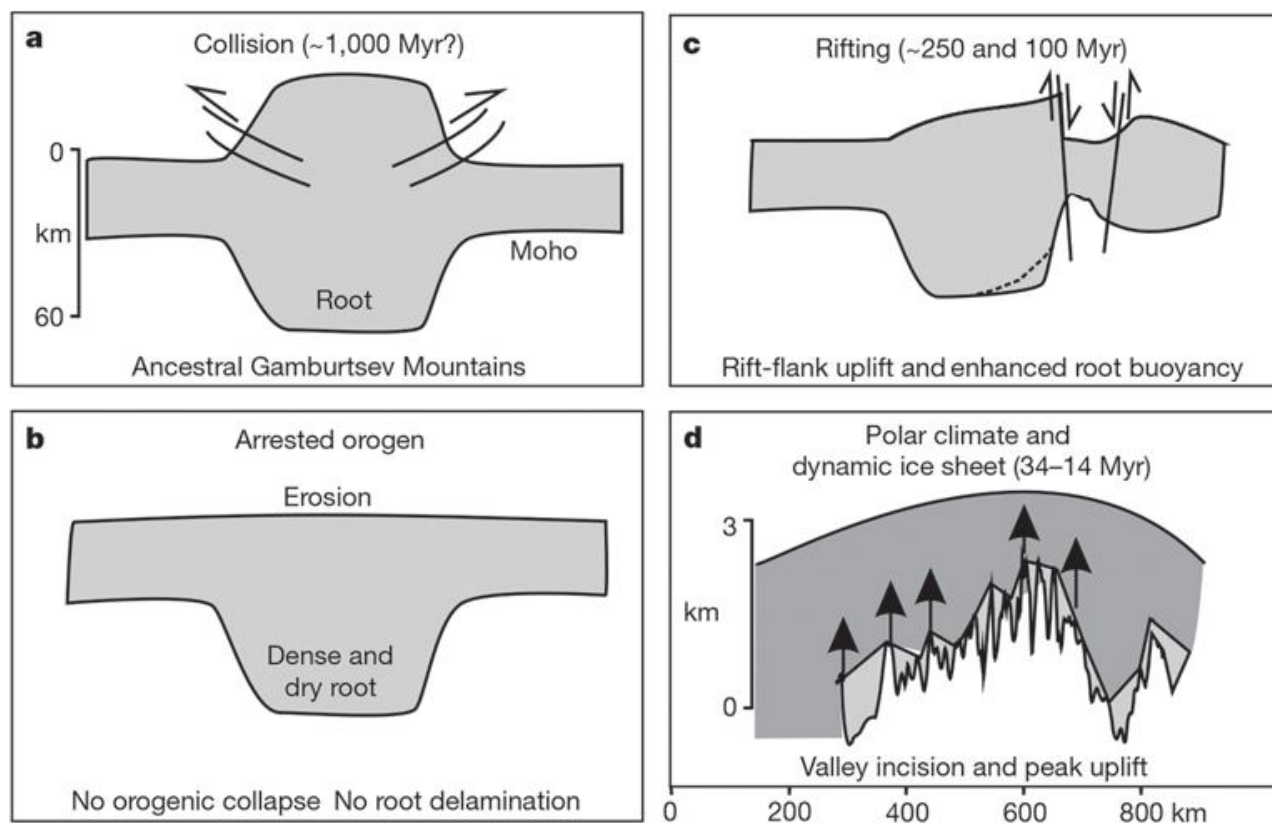 a
Collision (~1,000 Myr?)
0
km
60
Moho
Root
Ancestral Gamburtsev Mountains
b
Arrested orogen
Erosion
Dense and
dry root
No orogenic collapse No root delamination
c
Rifting (~250 and 100 Myr)
Rift-flank uplift and enhanced root buoyancy
d
Polar climate and
dynamic ice sheet (34–14 Myr)
3
km
0
Valley incision and peak uplift
0 200 400 600 800 km